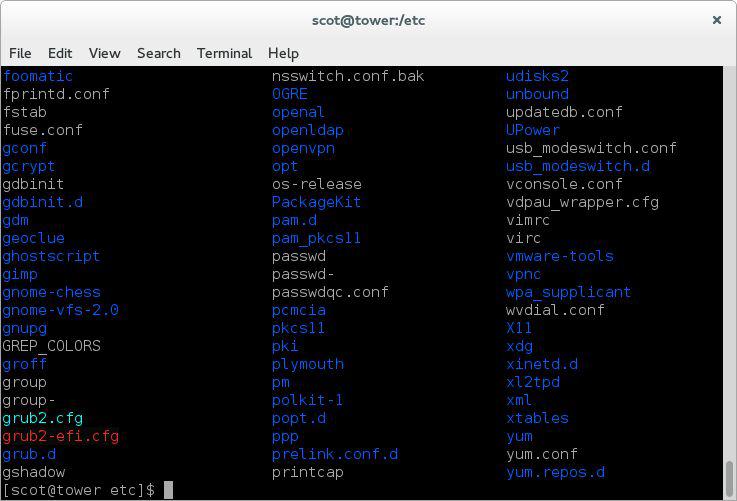 scot@tower:/etc
File Edit View Search Terminal Help
foomatic nsswitch.conf.bak udisks2
fprintd.conf OGRE unbound
fstab openal updatedb.conf
fuse.conf openldap UPower
gconf openvpn usb_modeswitch.conf
gcrypt opt usb_modeswitch.d
gdbinit os-release vconsole.conf
gdbinit.d PackageKit vdpau_wrapper.cfg
gdm pam.d vimrc
geoclue pam_pkcs11 virc
ghostscript passwd vmware-tools
gimp passwd- vpnc
gnome-chess passwdqc.conf wpa_supplicant
gnome-vfs-2.0 pcmcia wvdial.conf
gnupg pkcs11 X11
GREP_COLORS pki xdg
groff plymouth xinetd.d
group pm xl2tpd
group- polkit-1 xml
grub2.cfg popt.d xtables
grub2-efi.cfg ppp yum
grub.d prelink.conf.d yum.conf
gshadow printcap yum.repos.d
[scot@tower etc]$